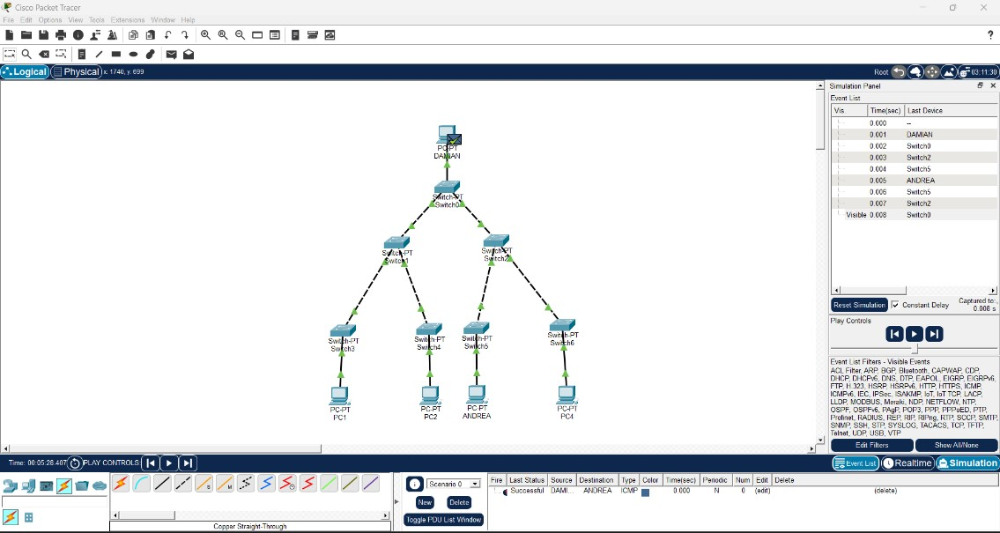 Cisco Packet Tracer
File Edit Options View Tools Extensions Window Help
?
Logical Physical x: 1740, y: 699 Root 03:11:30
Simulation Panel
Event List
Vis. Time(sec) Last Device
0.000 --
0.001 DAMIAN
0.002 Switch0
0.003 Switch2
0.004 Switch5
0.005 ANDREA
0.006 Switch5
0.007 Switch2
Visible 0.008 Switch0
Reset Simulation Constant Delay Captured to:
0.008 s
Play Controls
Event List Filters - Visible Events
ACL Filter, ARP, BGP, Bluetooth, CAPWAP, CDP,
DHCP, DHCPv6, DNS, DTP, EAPOL, EIGRP, EIGRPv6,
FTP, H.323, HSRP, HSRPv6, HTTP, HTTPS, ICMP,
ICMPv6, IEC, IPSec, ISAKMP, IoT, IoT TCP, LACP,
LLDP, MODBUS, Meraki, NDP, NETFLOW, NTP,
OSPF, OSPFv6, PAgP, POP3, PPP, PPPoED, PTP,
Profinet, RADIUS, REP, RIP, RIPng, RTP, SCCP, SMTP,
SNMP, SSH, STP, SYSLOG, TACACS, TCP, TFTP,
Telnet, UDP, USB, VTP
Edit Filters Show All/None
Event List Realtime Simulation
PC-PT
DAMIAN
Switch-PT
Switch0
Switch-PT
Switch1
Switch-PT
Switch2
Switch-PT
Switch3
Switch-PT
Switch4
Switch-PT
Switch5
Switch-PT
Switch6
PC-PT
PC1
PC-PT
PC2
PC-PT
ANDREA
PC-PT
PC4
Time: 00:05:28.407 PLAY CONTROLS:
Copper Straight-Through
Scenario 0
New Delete
Toggle PDU List Window
Fire Last Status Source Destination Type Color Time(sec) Periodic Num Edit Delete
Successful DAMI... ANDREA ICMP 0.000 N 0 (edit) (delete)